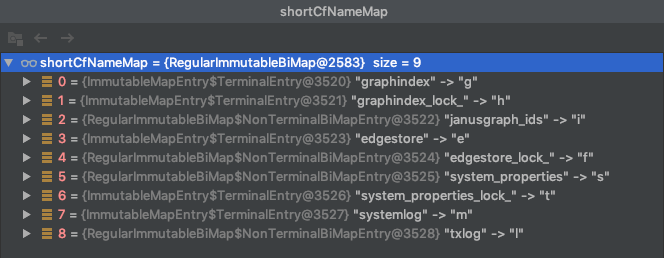 shortCfNameMap
shortCfNameMap = {RegularImmutableBiMap@2583} size = 9
0 = {ImmutableMapEntry$TerminalEntry@3520} "graphindex" -> "g"
1 = {ImmutableMapEntry$TerminalEntry@3521} "graphindex_lock_" -> "h"
2 = {RegularImmutableBiMap$NonTerminalBiMapEntry@3522} "janusgraph_ids" -> "i"
3 = {ImmutableMapEntry$TerminalEntry@3523} "edgestore" -> "e"
4 = {RegularImmutableBiMap$NonTerminalBiMapEntry@3524} "edgestore_lock_" -> "f"
5 = {RegularImmutableBiMap$NonTerminalBiMapEntry@3525} "system_properties" -> "s"
6 = {ImmutableMapEntry$TerminalEntry@3526} "system_properties_lock_" -> "t"
7 = {ImmutableMapEntry$TerminalEntry@3527} "systemlog" -> "m"
8 = {RegularImmutableBiMap$NonTerminalBiMapEntry@3528} "txlog" -> "l"